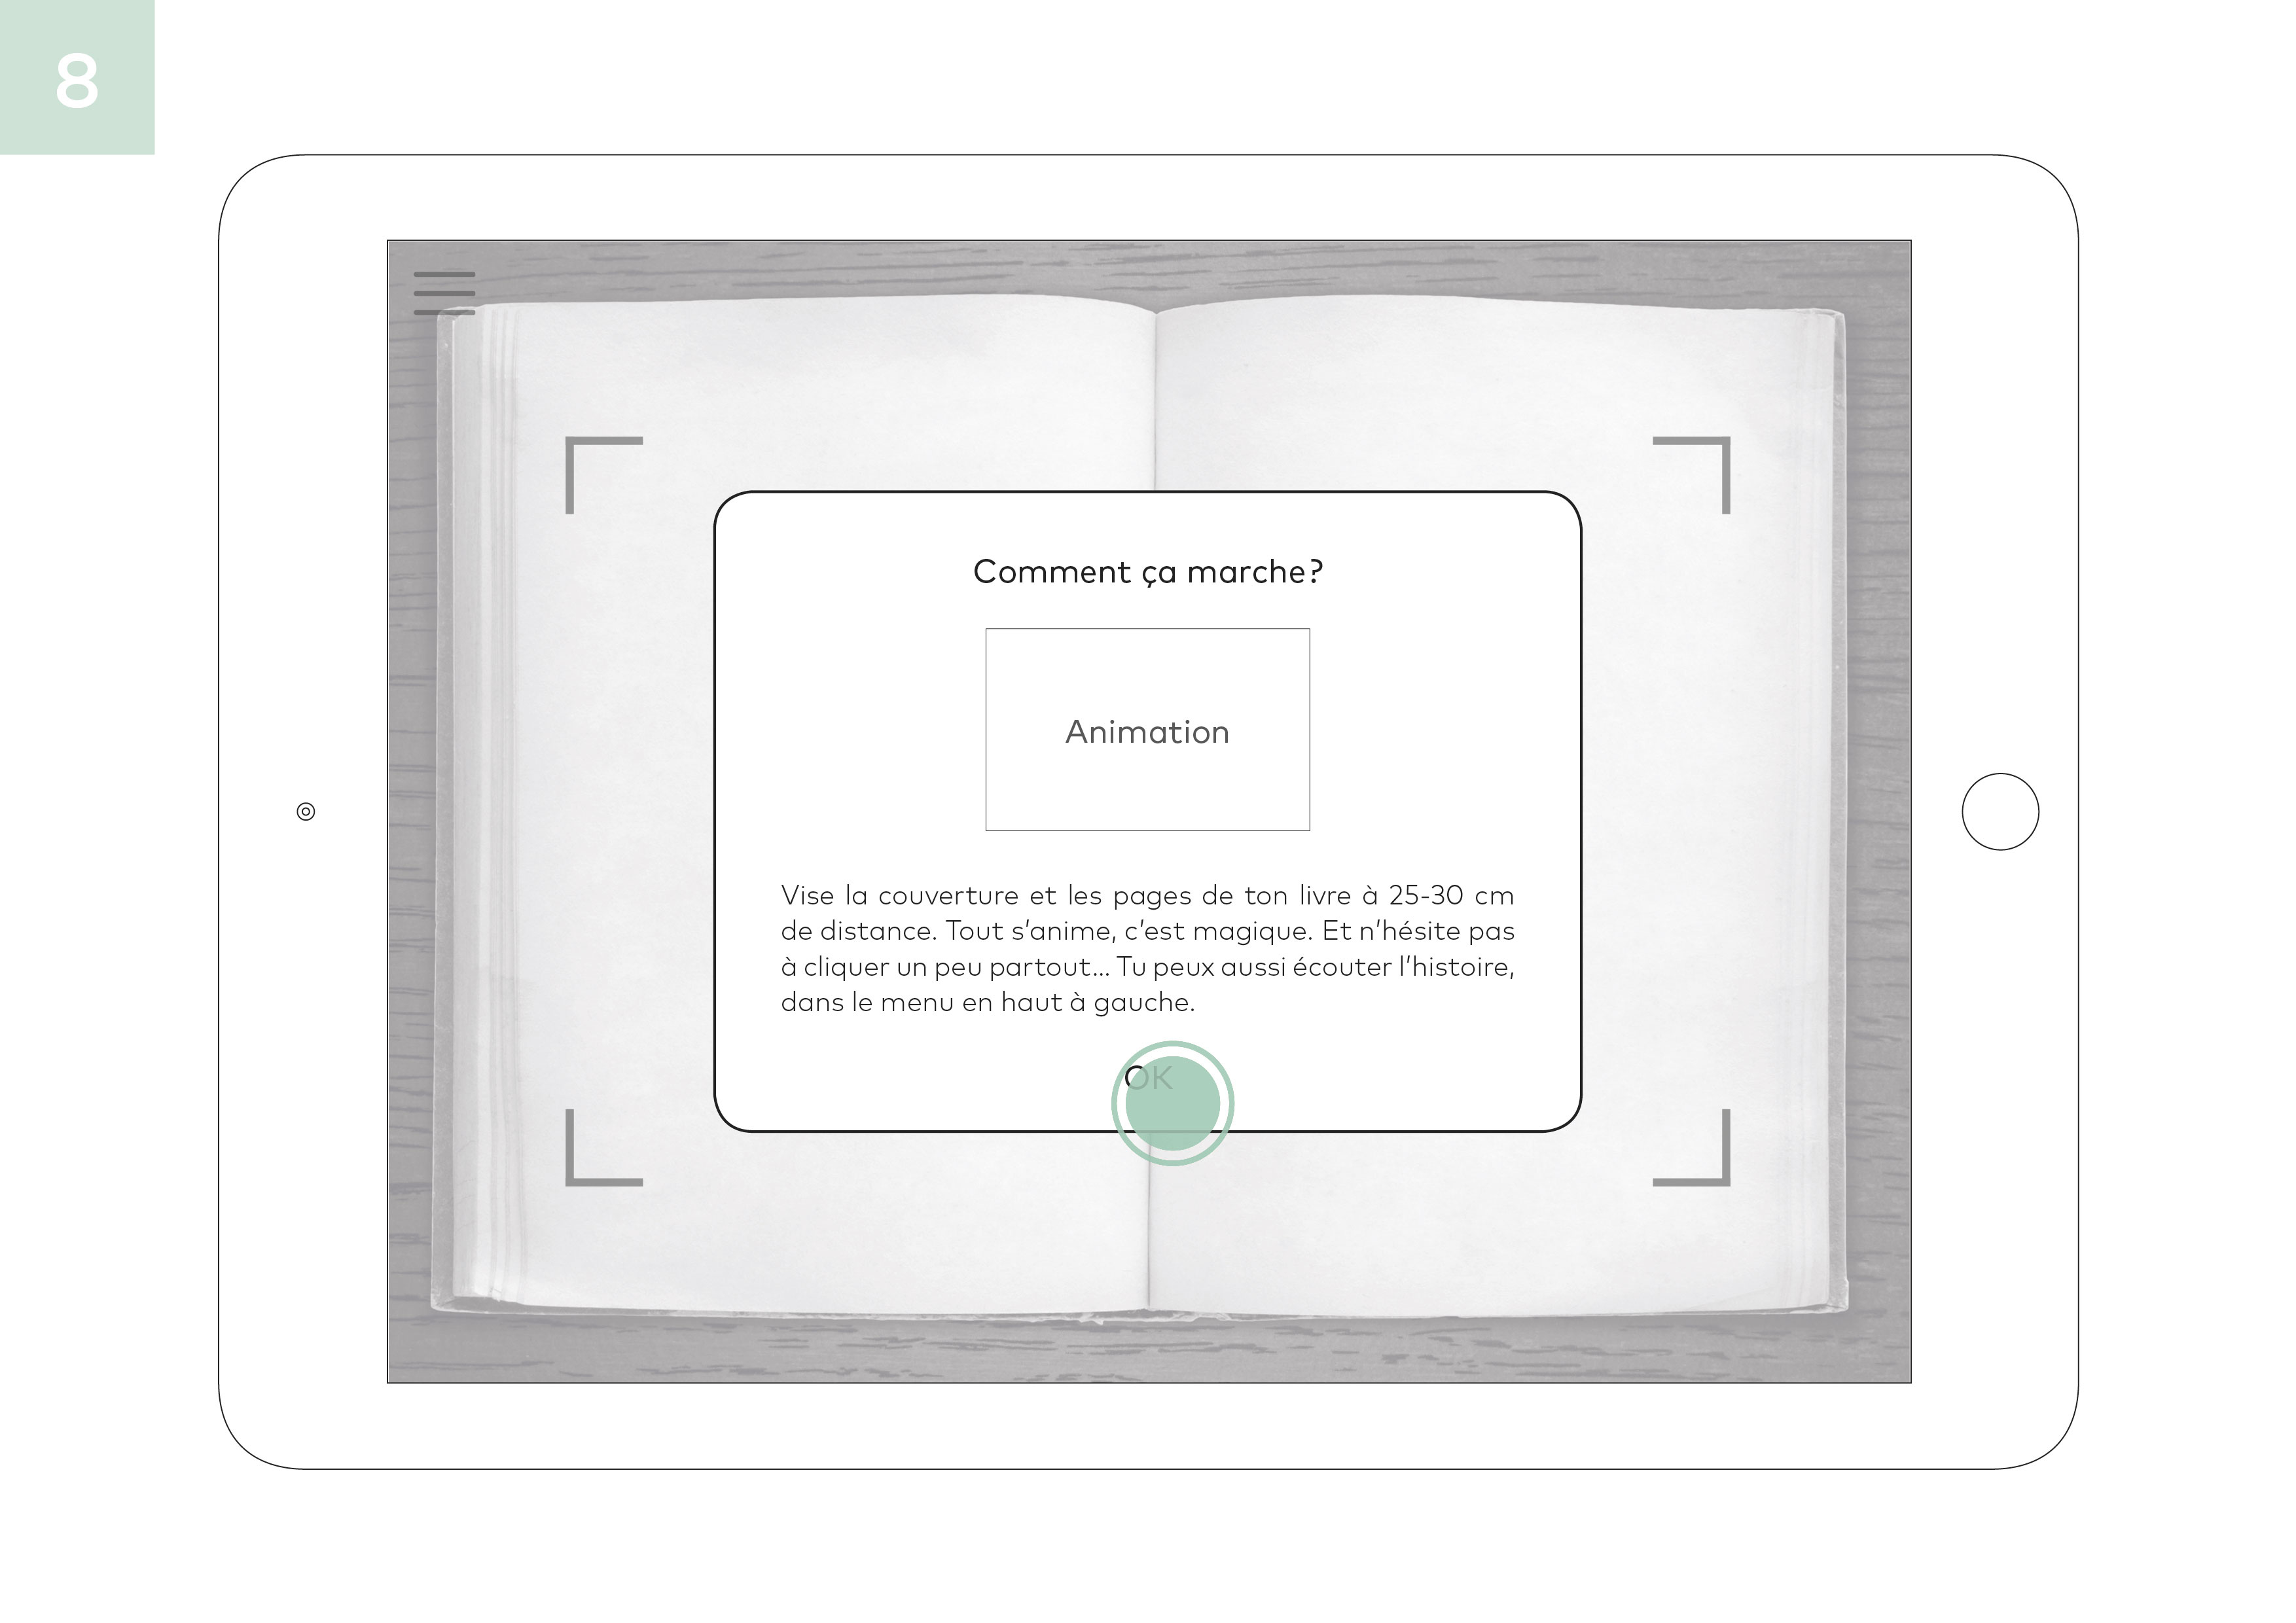 8
Comment ça marche?
Animation
Vise la couverture et les pages de ton livre à 25-30 cm
de distance. Tout s’anime, c’est magique. Et n’hésite pas
à cliquer un peu partout... Tu peux aussi écouter l’histoire,
dans le menu en haut à gauche.
OK